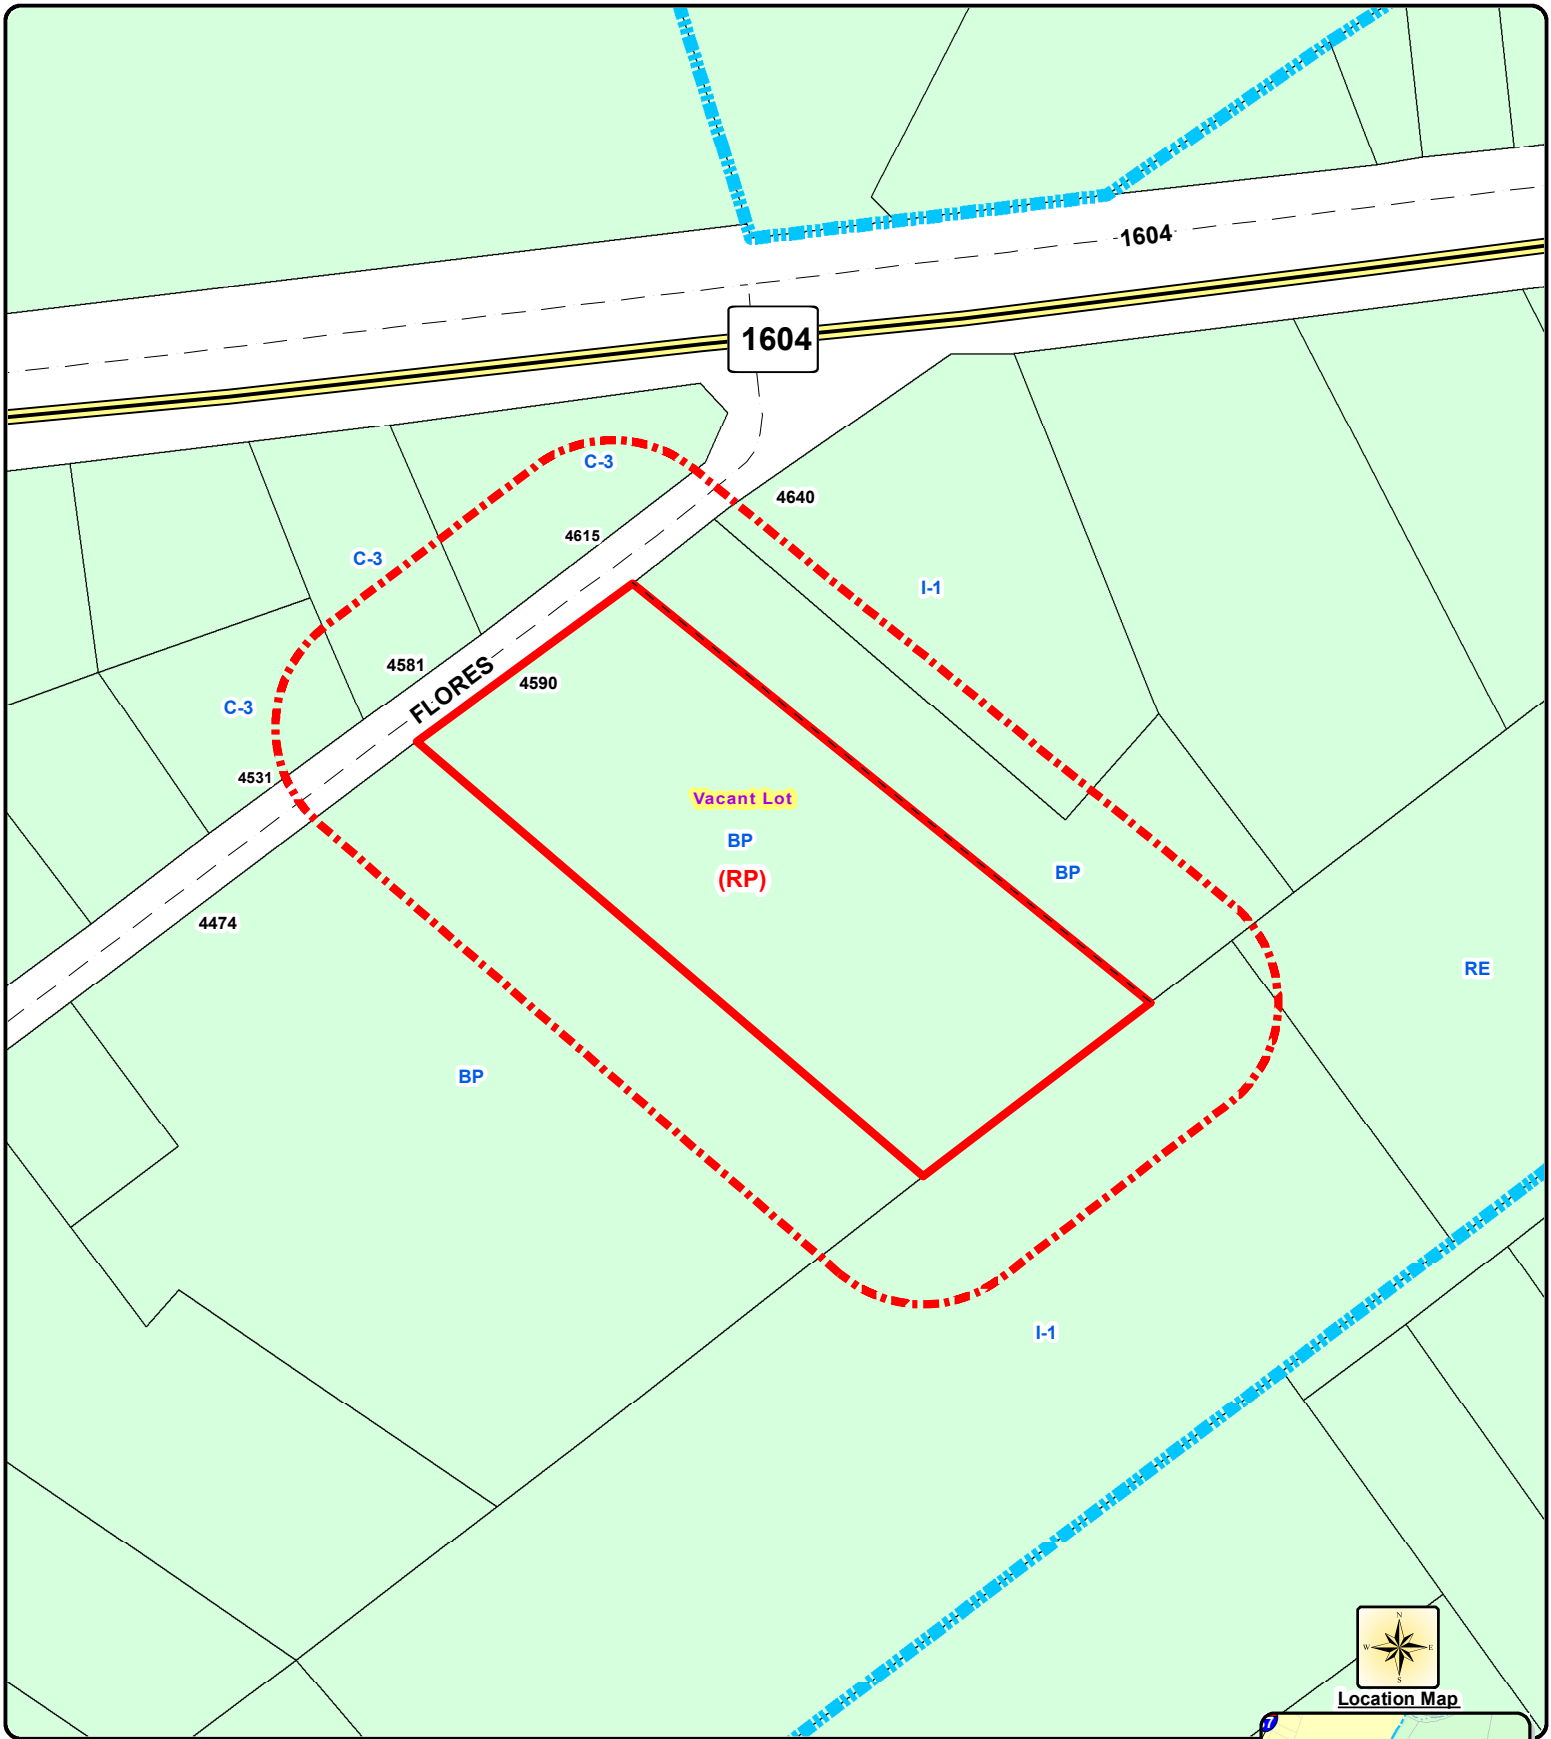 1604
1604
C-3
4640
4615
C-3
I-1
4581
FLORES
4590
C-3
4531
Vacant Lot
BP
(RP)
BP
4474
RE
BP
I-1
N
W
E
S
Location Map